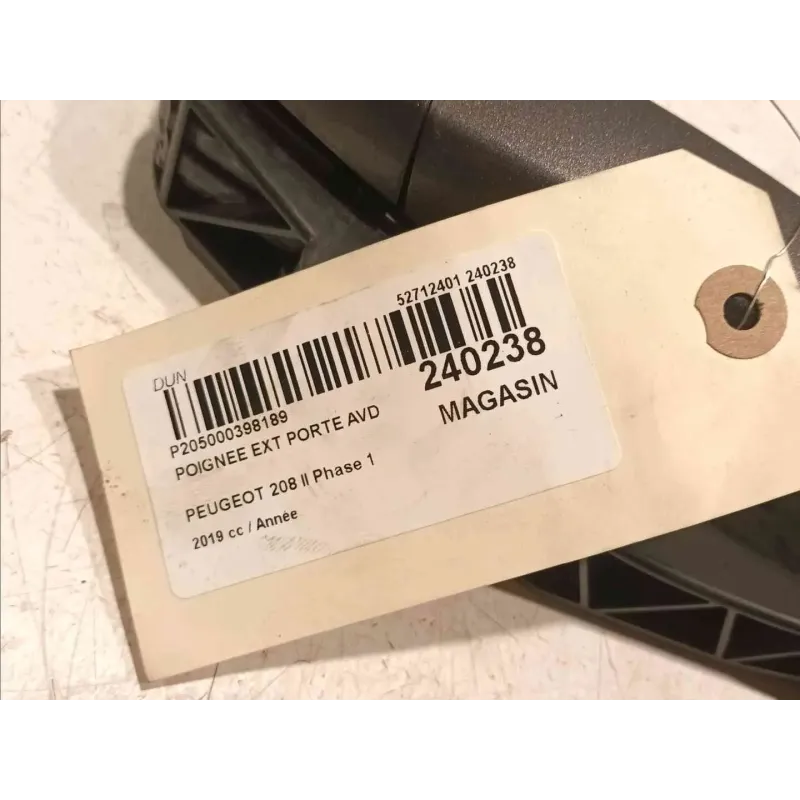 52712401 240238
DUN
240238
P205000398189
MAGASIN
POIGNEE EXT PORTE AVD
PEUGEOT 208 II Phase 1
2019 cc / Année